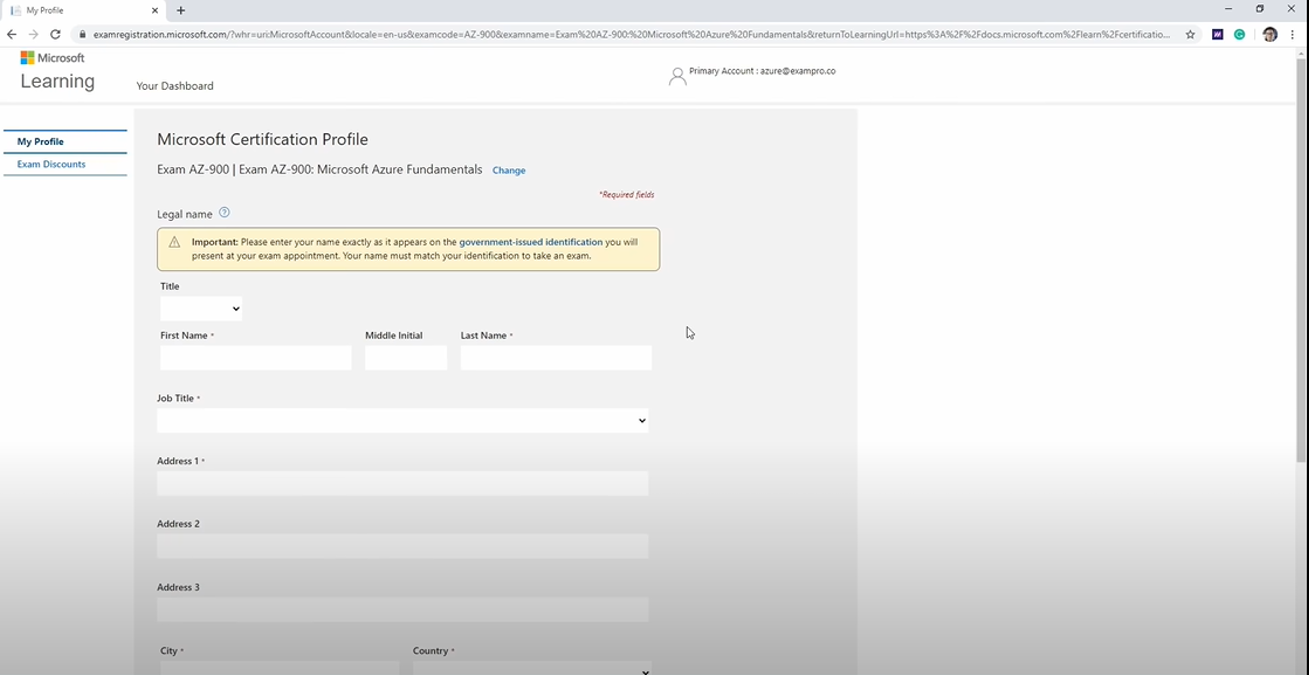 My Profile
examregistration.microsoft.com/?whr=uri:MicrosoftAccount&locale=en-us&examcode=AZ-900&examname=Exam%20AZ-900:%20Microsoft%20Azure%20Fundamentals&returnToLearningUrl=https%3A%2F%2Fdocs.microsoft.com%2Flearn%2Fcertificatio...
Microsoft
Learning
Your Dashboard
Primary Account : azure@exampro.co
My Profile
Exam Discounts
Microsoft Certification Profile
Exam AZ-900 | Exam AZ-900: Microsoft Azure Fundamentals Change
*Required fields
Legal name ?
Important: Please enter your name exactly as it appears on the government-issued identification you will
present at your exam appointment. Your name must match your identification to take an exam.
Title
First Name * Middle Initial Last Name *
Job Title *
Address 1 *
Address 2
Address 3
City * Country *